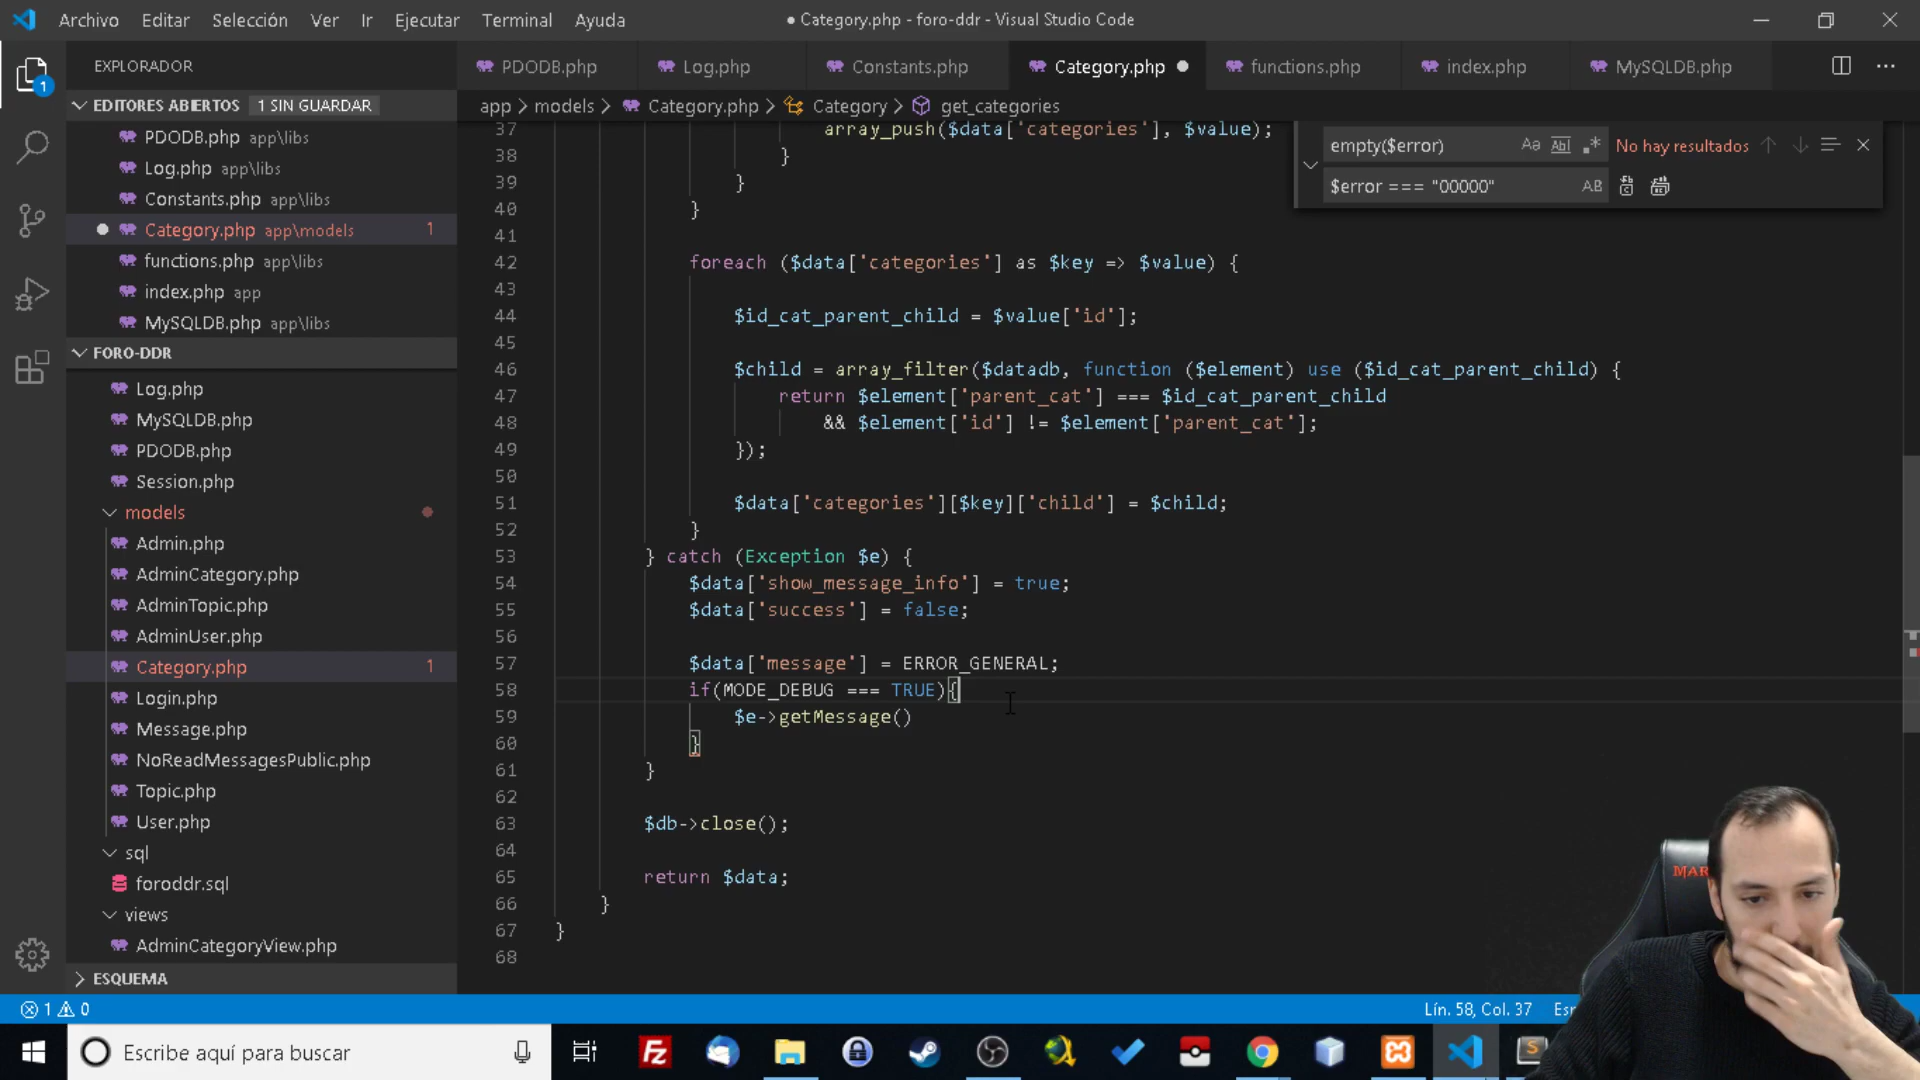 Archivo Editar Selección Ver Ir Ejecutar Terminal Ayuda
● Category.php - foro-ddr - Visual Studio Code
EXPLORADOR
PDODB.php Log.php Constants.php Category.php functions.php index.php MySQLDB.php
EDITORES ABIERTOS 1 SIN GUARDAR
app > models > Category.php > Category > get_categories
PDODB.php app\libs
Log.php app\libs
Constants.php app\libs
Category.php app\models 1
functions.php app\libs
index.php app
MySQLDB.php app\libs
FORO-DDR
Log.php
MySQLDB.php
PDODB.php
Session.php
models
Admin.php
AdminCategory.php
AdminTopic.php
AdminUser.php
Category.php 1
Login.php
Message.php
NoReadMessagesPublic.php
Topic.php
User.php
sql
foroddr.sql
views
AdminCategoryView.php
ESQUEMA
empty($error) Aa Abl .* No hay resultados
$error === "00000" AB
37 array_push($data['categories'], $value);
38 }
39 }
40 }
41
42 foreach ($data['categories'] as $key => $value) {
43
44 $id_cat_parent_child = $value['id'];
45
46 $child = array_filter($datadb, function ($element) use ($id_cat_parent_child) {
47 return $element['parent_cat'] === $id_cat_parent_child
48 && $element['id'] != $element['parent_cat'];
49 });
50
51 $data['categories'][$key]['child'] = $child;
52 }
53 } catch (Exception $e) {
54 $data['show_message_info'] = true;
55 $data['success'] = false;
56
57 $data['message'] = ERROR_GENERAL;
58 if(MODE_DEBUG === TRUE){
59 $e->getMessage()
60 }
61 }
62
63 $db->close();
64
65 return $data;
66 }
67 }
68
MAR
1 0
Lín. 58, Col. 37
Escribe aquí para buscar